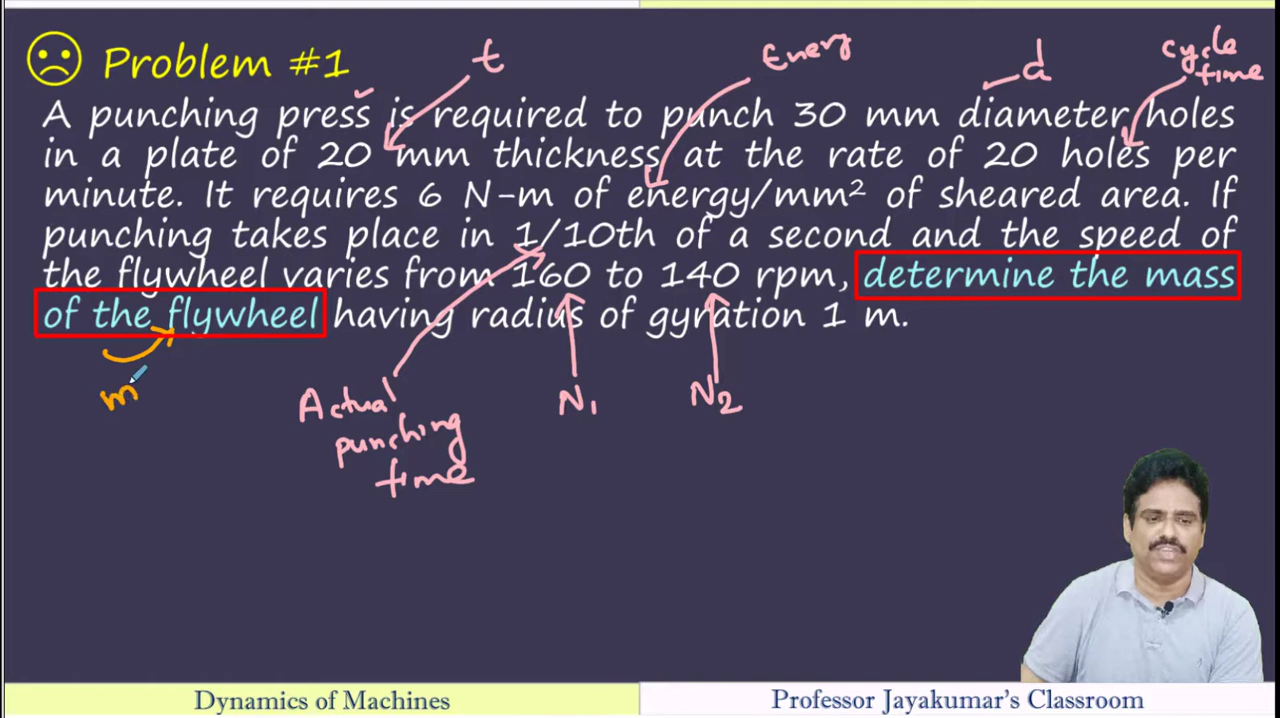 Problem #1
t
Energy
d
cycle
time
A punching press is required to punch 30 mm diameter holes
in a plate of 20 mm thickness at the rate of 20 holes per
minute. It requires 6 N-m of energy/mm² of sheared area. If
punching takes place in 1/10th of a second and the speed of
the flywheel varies from 160 to 140 rpm, determine the mass
of the flywheel having radius of gyration 1 m.
m
Actual
punching
time
N₁
N₂
Dynamics of Machines
Professor Jayakumar's Classroom